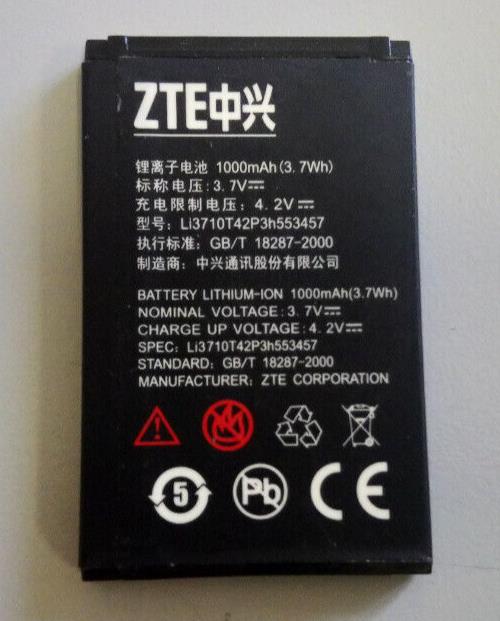 ZTE中兴
锂离子电池 1000mAh(3.7Wh)
标称电压:3.7V⎓
充电限制电压: 4.2V⎓
型号: Li3710T42P3h553457
执行标准: GB/T 18287-2000
制造商: 中兴通讯股份有限公司
BATTERY LITHIUM-ION 1000mAh(3.7Wh)
NOMINAL VOLTAGE:3.7V⎓
CHARGE UP VOLTAGE:4.2V⎓
SPEC: Li3710T42P3h553457
STANDARD: GB/T 18287-2000
MANUFACTURER: ZTE CORPORATION
5 Pb CE